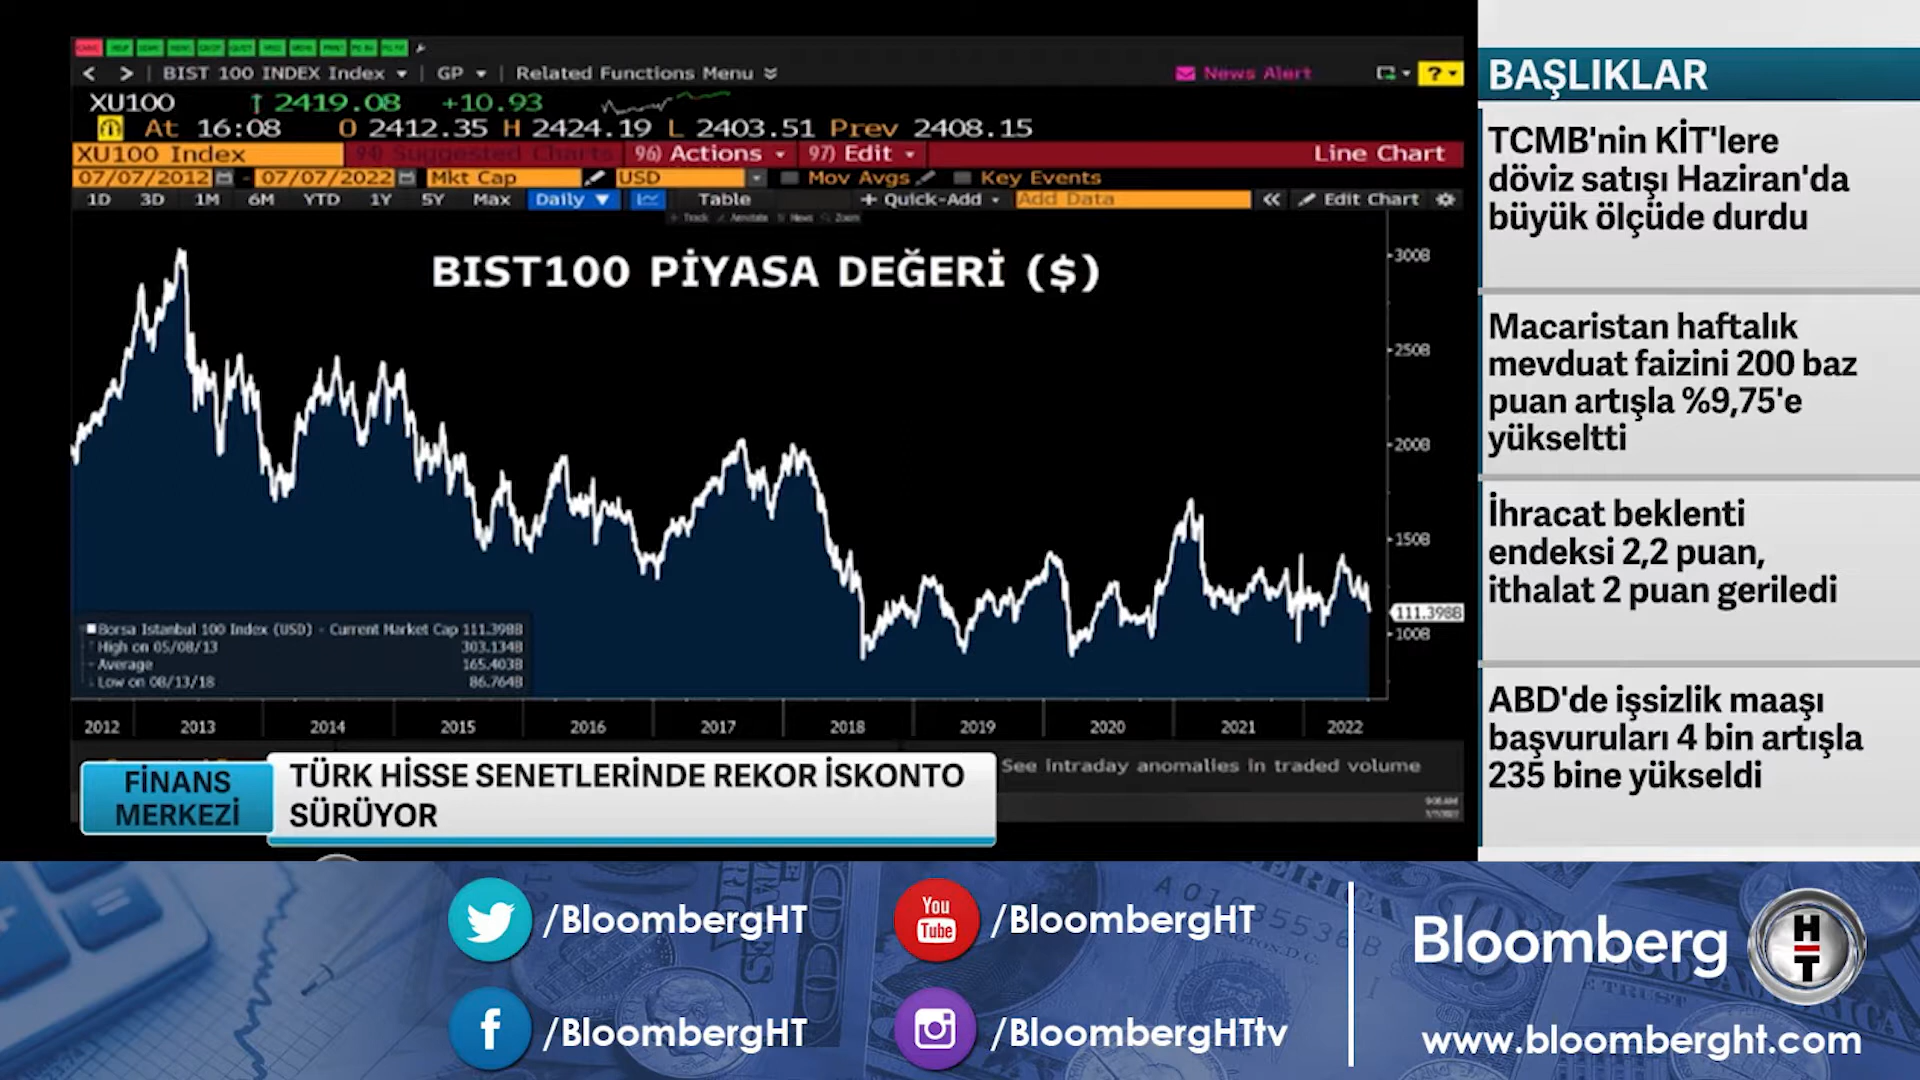 BIST 100 INDEX Index
GP
Related Functions Menu
News Alert
?
XU100
2419.08
+10.93
At 16:08 O 2412.35 H 2424.19 L 2403.51 Prev 2408.15
XU100 Index
94) Suggested Charts
96) Actions
97) Edit
Line Chart
07/07/2012 - 07/07/2022
Mkt Cap
USD
Mov Avgs
Key Events
1D 3D 1M 6M YTD 1Y 5Y Max Daily ▼
Table
+ Quick-Add
Add Data
«
Edit Chart
Track Annotate News Zoom
BIST100 PİYASA DEĞERİ ($)
300B
250B
200B
150B
111.398B
100B
Borsa Istanbul 100 Index (USD) - Current Market Cap 111.398B
High on 05/08/13 303.134B
Average 165.403B
Low on 08/13/18 86.764B
2012 2013 2014 2015 2016 2017 2018 2019 2020 2021 2022
See intraday anomalies in traded volume
FİNANS
MERKEZİ
TÜRK HİSSE SENETLERİNDE REKOR İSKONTO
SÜRÜYOR
BAŞLIKLAR
TCMB'nin KİT'lere
döviz satışı Haziran'da
büyük ölçüde durdu
Macaristan haftalık
mevduat faizini 200 baz
puan artışla %9,75'e
yükseltti
İhracat beklenti
endeksi 2,2 puan,
ithalat 2 puan geriledi
ABD'de işsizlik maaşı
başvuruları 4 bin artışla
235 bine yükseldi
/BloombergHT
You
Tube
/BloombergHT
/BloombergHT
/BloombergHTtv
Bloomberg
HT
www.bloomberght.com